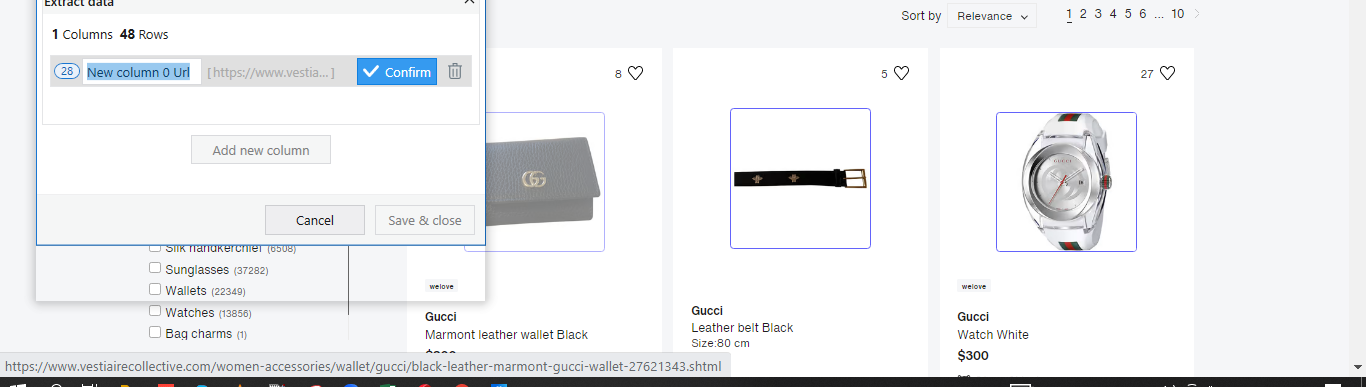 Extract data
1 Columns 48 Rows
28 New column 0 Url [https://www.vestia...] Confirm
Add new column
Cancel Save & close
Silk handkerchief (6508)
Sunglasses (37282)
Wallets (22349)
Watches (13856)
Bag charms (1)
Sort by Relevance 1 2 3 4 5 6 ... 10
8
welove
Gucci
Marmont leather wallet Black
5
Gucci
Leather belt Black
Size:80 cm
27
GUCCI
welove
Gucci
Watch White
$300
https://www.vestiairecollective.com/women-accessories/wallet/gucci/black-leather-marmont-gucci-wallet-27621343.shtml